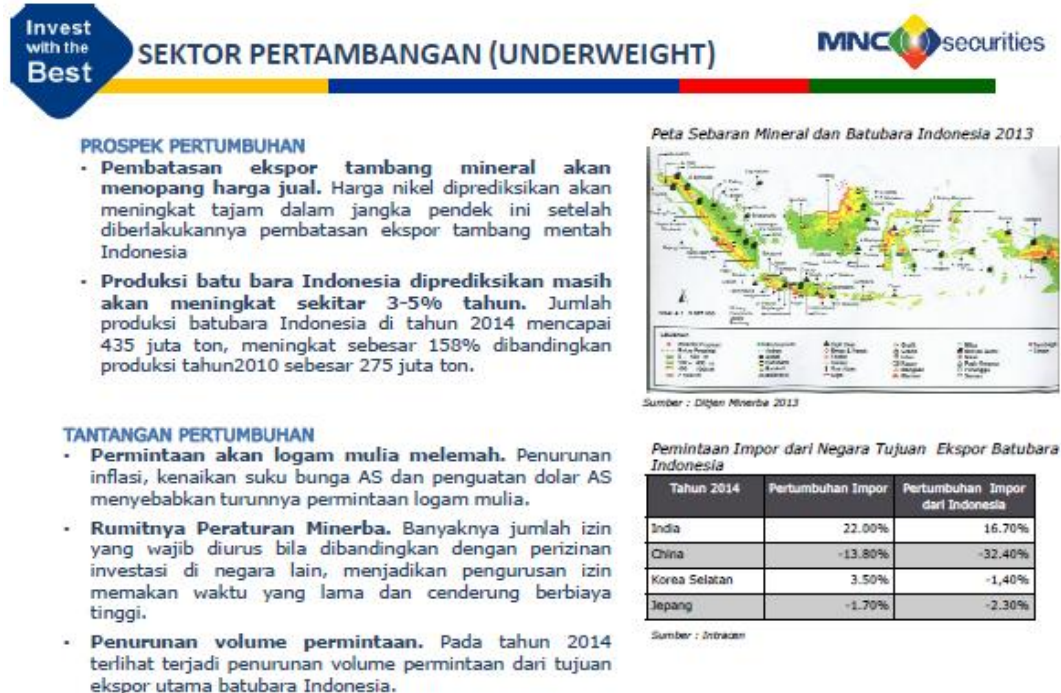 Invest
with the
Best
SEKTOR PERTAMBANGAN (UNDERWEIGHT)
MNC securities
PROSPEK PERTUMBUHAN
• Pembatasan ekspor tambang mineral akan
menopang harga jual. Harga nikel diprediksikan akan
meningkat tajam dalam jangka pendek ini setelah
diberlakukannya pembatasan ekspor tambang mentah
Indonesia
• Produksi batu bara Indonesia diprediksikan masih
akan meningkat sekitar 3-5% tahun. Jumlah
produksi batubara Indonesia di tahun 2014 mencapai
435 juta ton, meningkat sebesar 158% dibandingkan
produksi tahun2010 sebesar 275 juta ton.
TANTANGAN PERTUMBUHAN
• Permintaan akan logam mulia melemah. Penurunan
inflasi, kenaikan suku bunga AS dan penguatan dolar AS
menyebabkan turunnya permintaan logam mulia.
• Rumitnya Peraturan Minerba. Banyaknya jumlah izin
yang wajib diurus bila dibandingkan dengan perizinan
investasi di negara lain, menjadikan pengurusan izin
memakan waktu yang lama dan cenderung berbiaya
tinggi.
• Penurunan volume permintaan. Pada tahun 2014
terlihat terjadi penurunan volume permintaan dari tujuan
ekspor utama batubara Indonesia.
Peta Sebaran Mineral dan Batubara Indonesia 2013
Sumber : Ditjen Minerba 2013
Pemintaan Impor dari Negara Tujuan Ekspor Batubara
Indonesia
Tahun 2014 Pertumbuhan Impor Pertumbuhan Impor
dari Indonesia
India 22.00% 16.70%
China -13.80% -32.40%
Korea Selatan 3.50% -1,40%
Jepang -1.70% -2.30%
Sumber : Intracen